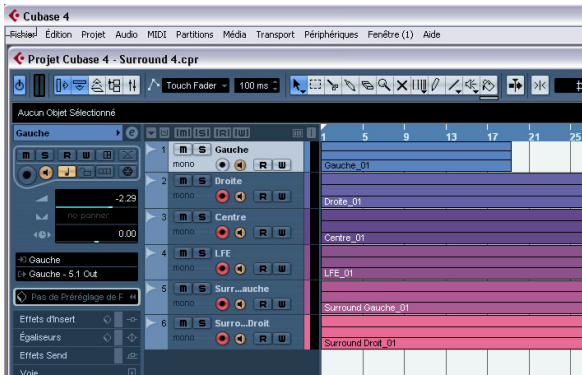 Cubase 4
Fichier Édition Projet Audio MIDI Partitions Média Transport Périphériques Fenêtre (1) Aide
Projet Cubase 4 - Surround 4.cpr
Touch Fader 100 ms
Aucun Objet Sélectionné
Gauche e m S R W
m S R W
1 5 9 13 17 21 25
1 m S Gauche
mono R W
Gauche_01
-2.29
no panner
0.00
2 m S Droite
mono R W
Droite_01
3 m S Centre
mono R W
Centre_01
Gauche
Gauche - 5.1 Out
4 m S LFE
mono R W
LFE_01
Pas de Préréglage de F
5 m S Surr...auche
mono R W
Surround Gauche_01
6 m S Surro...Droit
mono R W
Surround Droit_01
Effets d'Insert
Égaliseurs
Effets Send
Voie